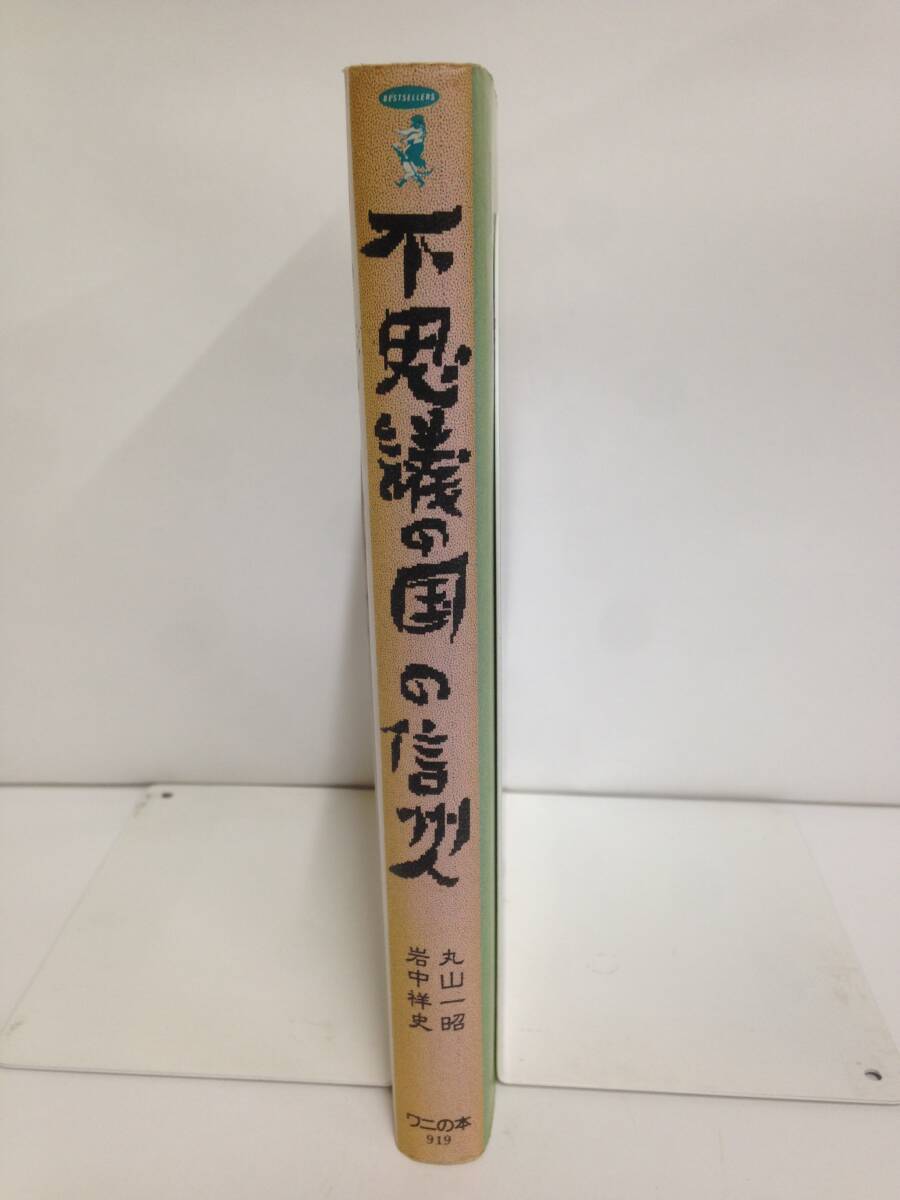 BESTSELLERS
不思議の国の信州人
丸山一昭
岩中祥史
ワニの本
919